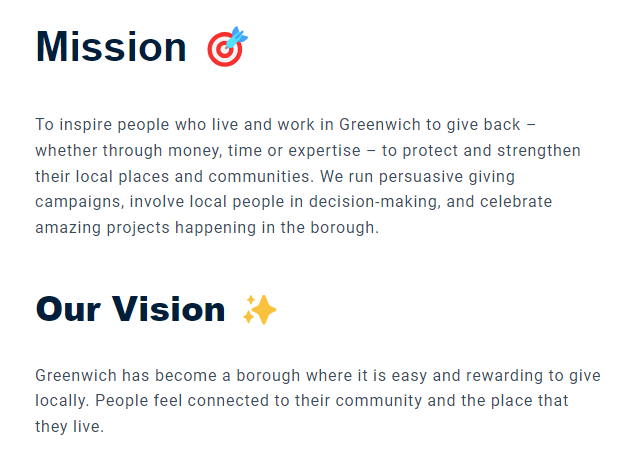 Mission 🎯
To inspire people who live and work in Greenwich to give back –
whether through money, time or expertise – to protect and strengthen
their local places and communities. We run persuasive giving
campaigns, involve local people in decision-making, and celebrate
amazing projects happening in the borough.
Our Vision ✨
Greenwich has become a borough where it is easy and rewarding to give
locally. People feel connected to their community and the place that
they live.